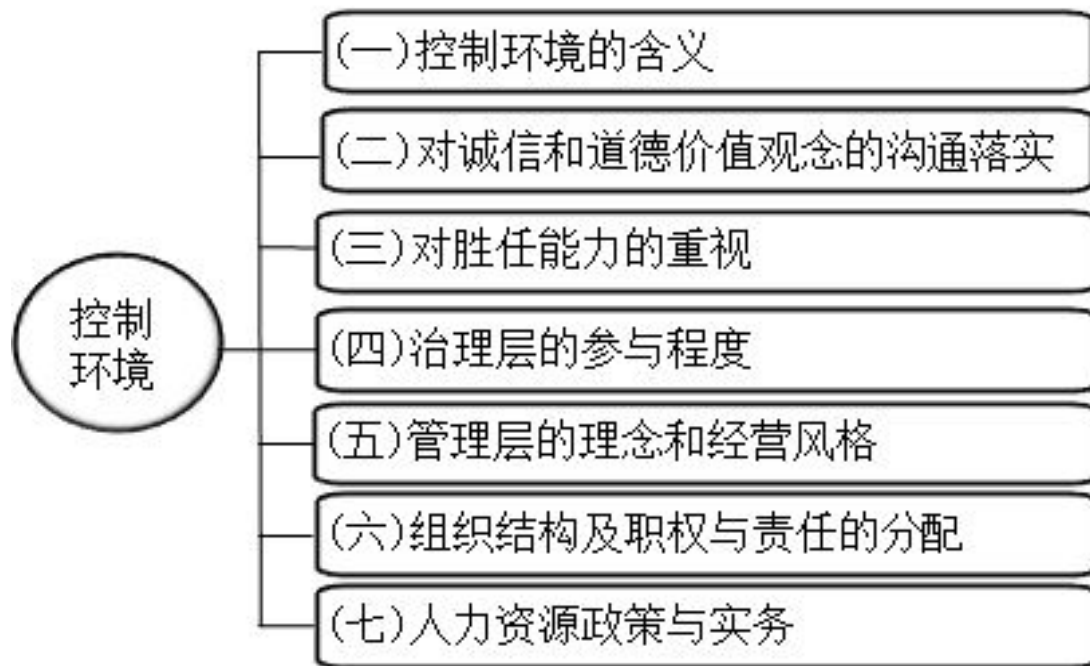 (一)控制环境的含义
(二)对诚信和道德价值观念的沟通落实
(三)对胜任能力的重视
控制
环境
(四)治理层的参与程度
(五)管理层的理念和经营风格
(六)组织结构及职权与责任的分配
(七)人力资源政策与实务